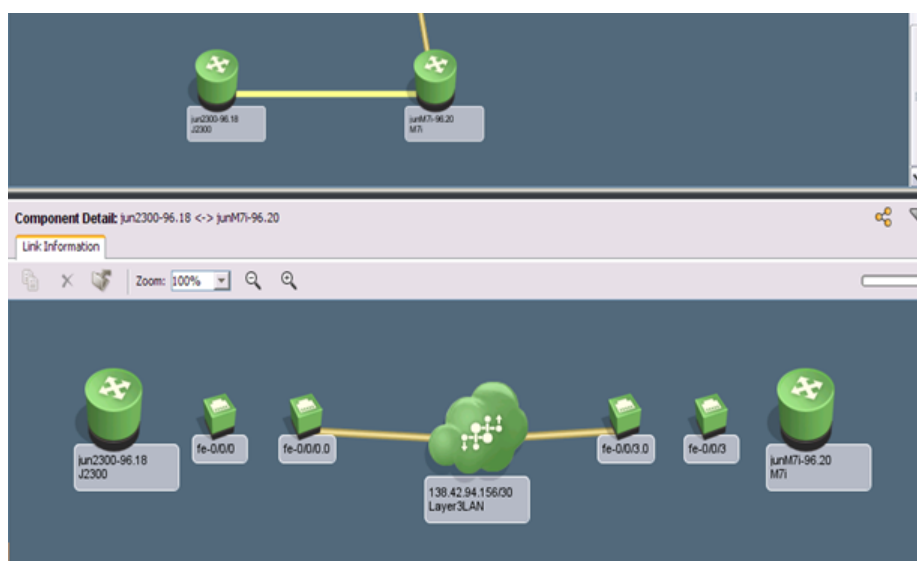 jun2300-96.18
J2300
junM7i-96.20
M7i
Component Detail: jun2300-96.18 <-> junM7i-96.20
Link Information
Zoom: 100%
jun2300-96.18
J2300
fe-0/0/0
fe-0/0/0.0
138.42.94.156/30
Layer3LAN
fe-0/0/3.0
fe-0/0/3
junM7i-96.20
M7i